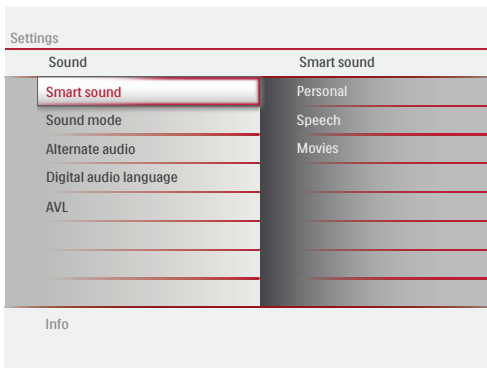 Settings
Sound Smart sound
Smart sound Personal
Sound mode Speech
Alternate audio Movies
Digital audio language
AVL
Info